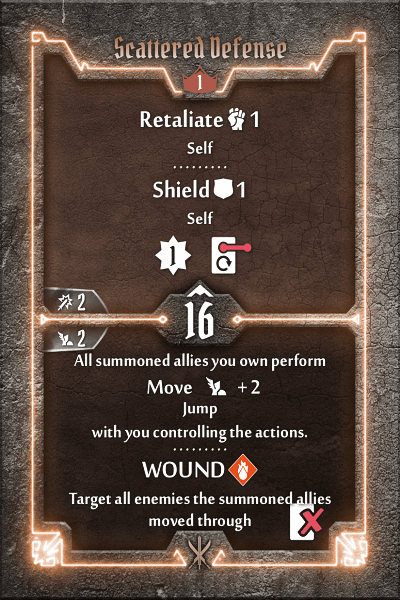 Scattered Defense
1
Retaliate 1
Self
Shield 1
Self
1
2
16
2
All summoned allies you own perform
Move +2
Jump
with you controlling the actions.
WOUND
Target all enemies the summoned allies
moved through